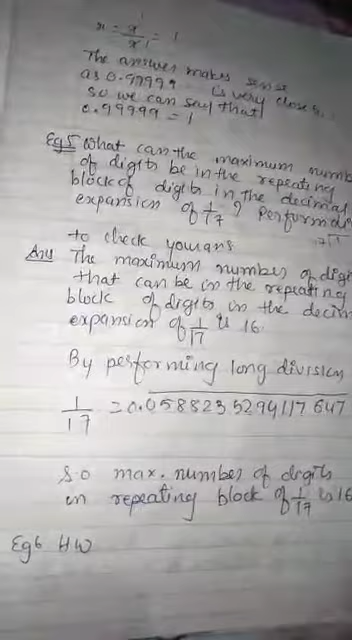 x = x/x = 1
The answer makes sense
as 0.99999 is very close
so we can say that
0.99999 = 1
Eg5 What can the maximum numb
of digits be in the repeating
block of digits in the decimal
expansion of 1/17 ? Perform
to check your ans
Ans The maximum number of digi
that can be in the repeating
block of digits in the decim
expansion of 1/17 is 16
By performing long division
1/17 = 0.0588235294117647
So max. number of digits
in repeating block of 1/17 is 16
Eg6 HW